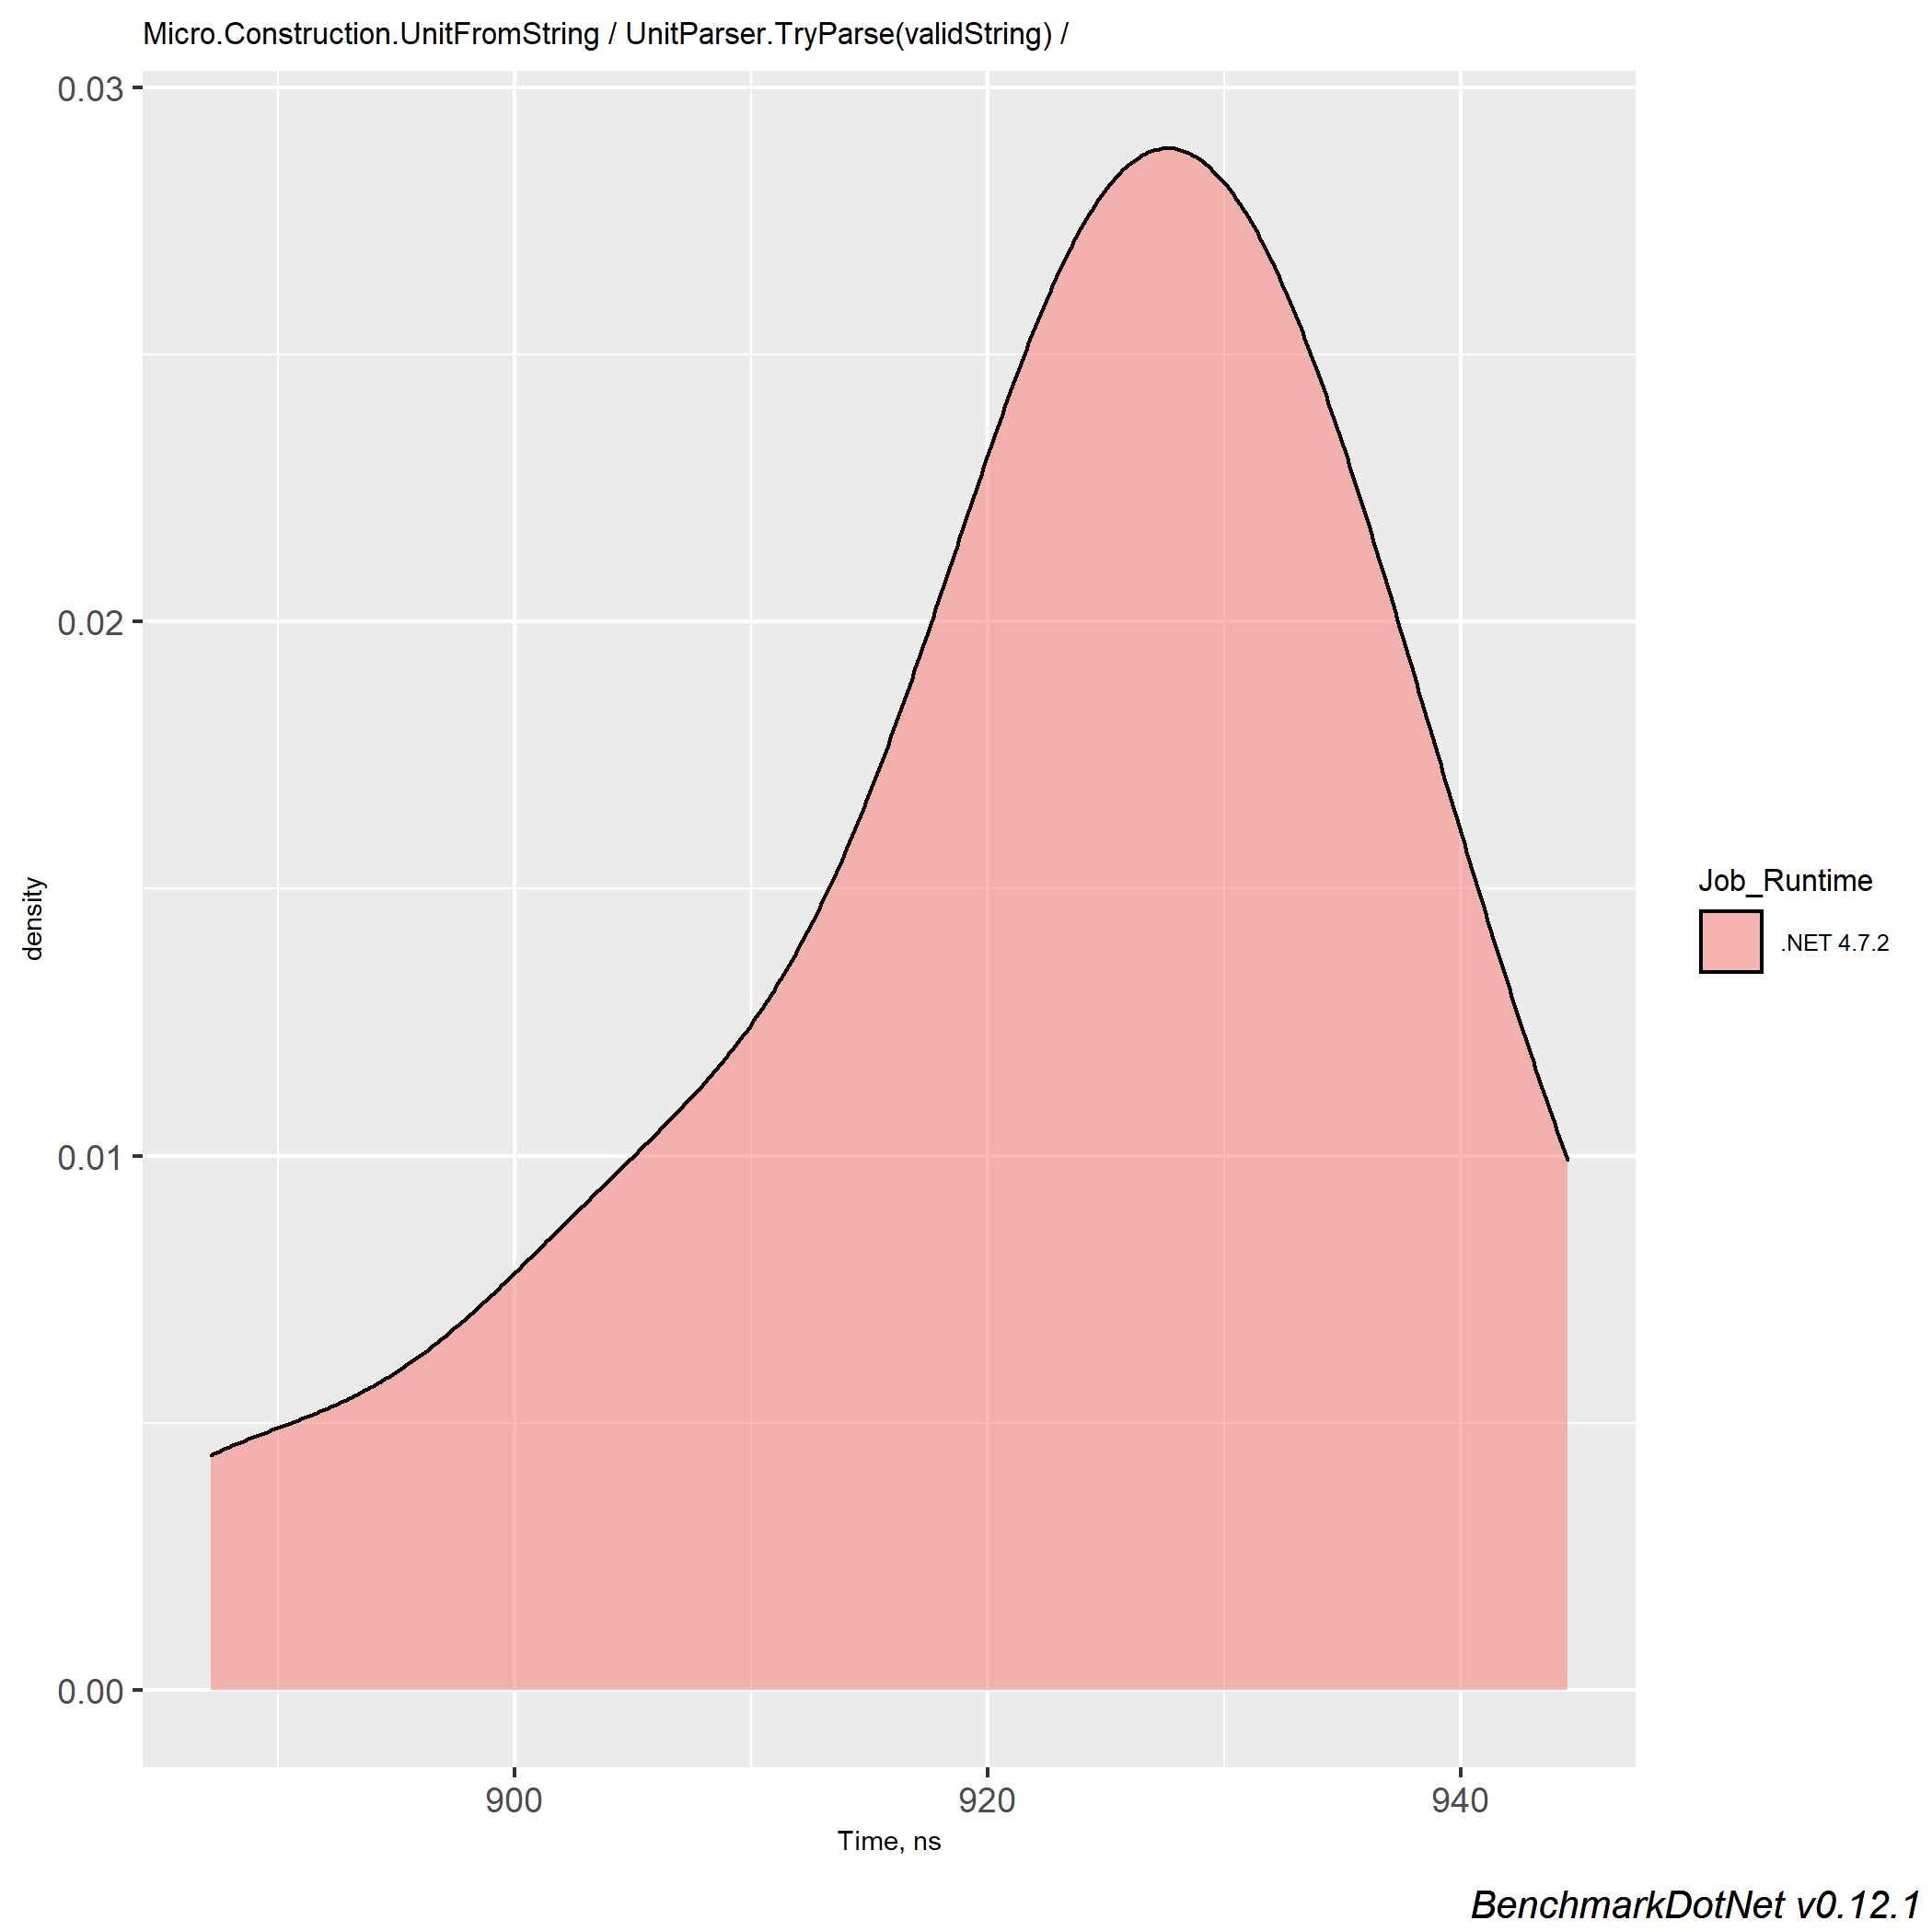 Micro.Construction.UnitFromString / UnitParser.TryParse(validString) /
0.03
0.02
0.01
0.00
density
900 920 940
Time, ns
Job_Runtime
.NET 4.7.2
BenchmarkDotNet v0.12.1